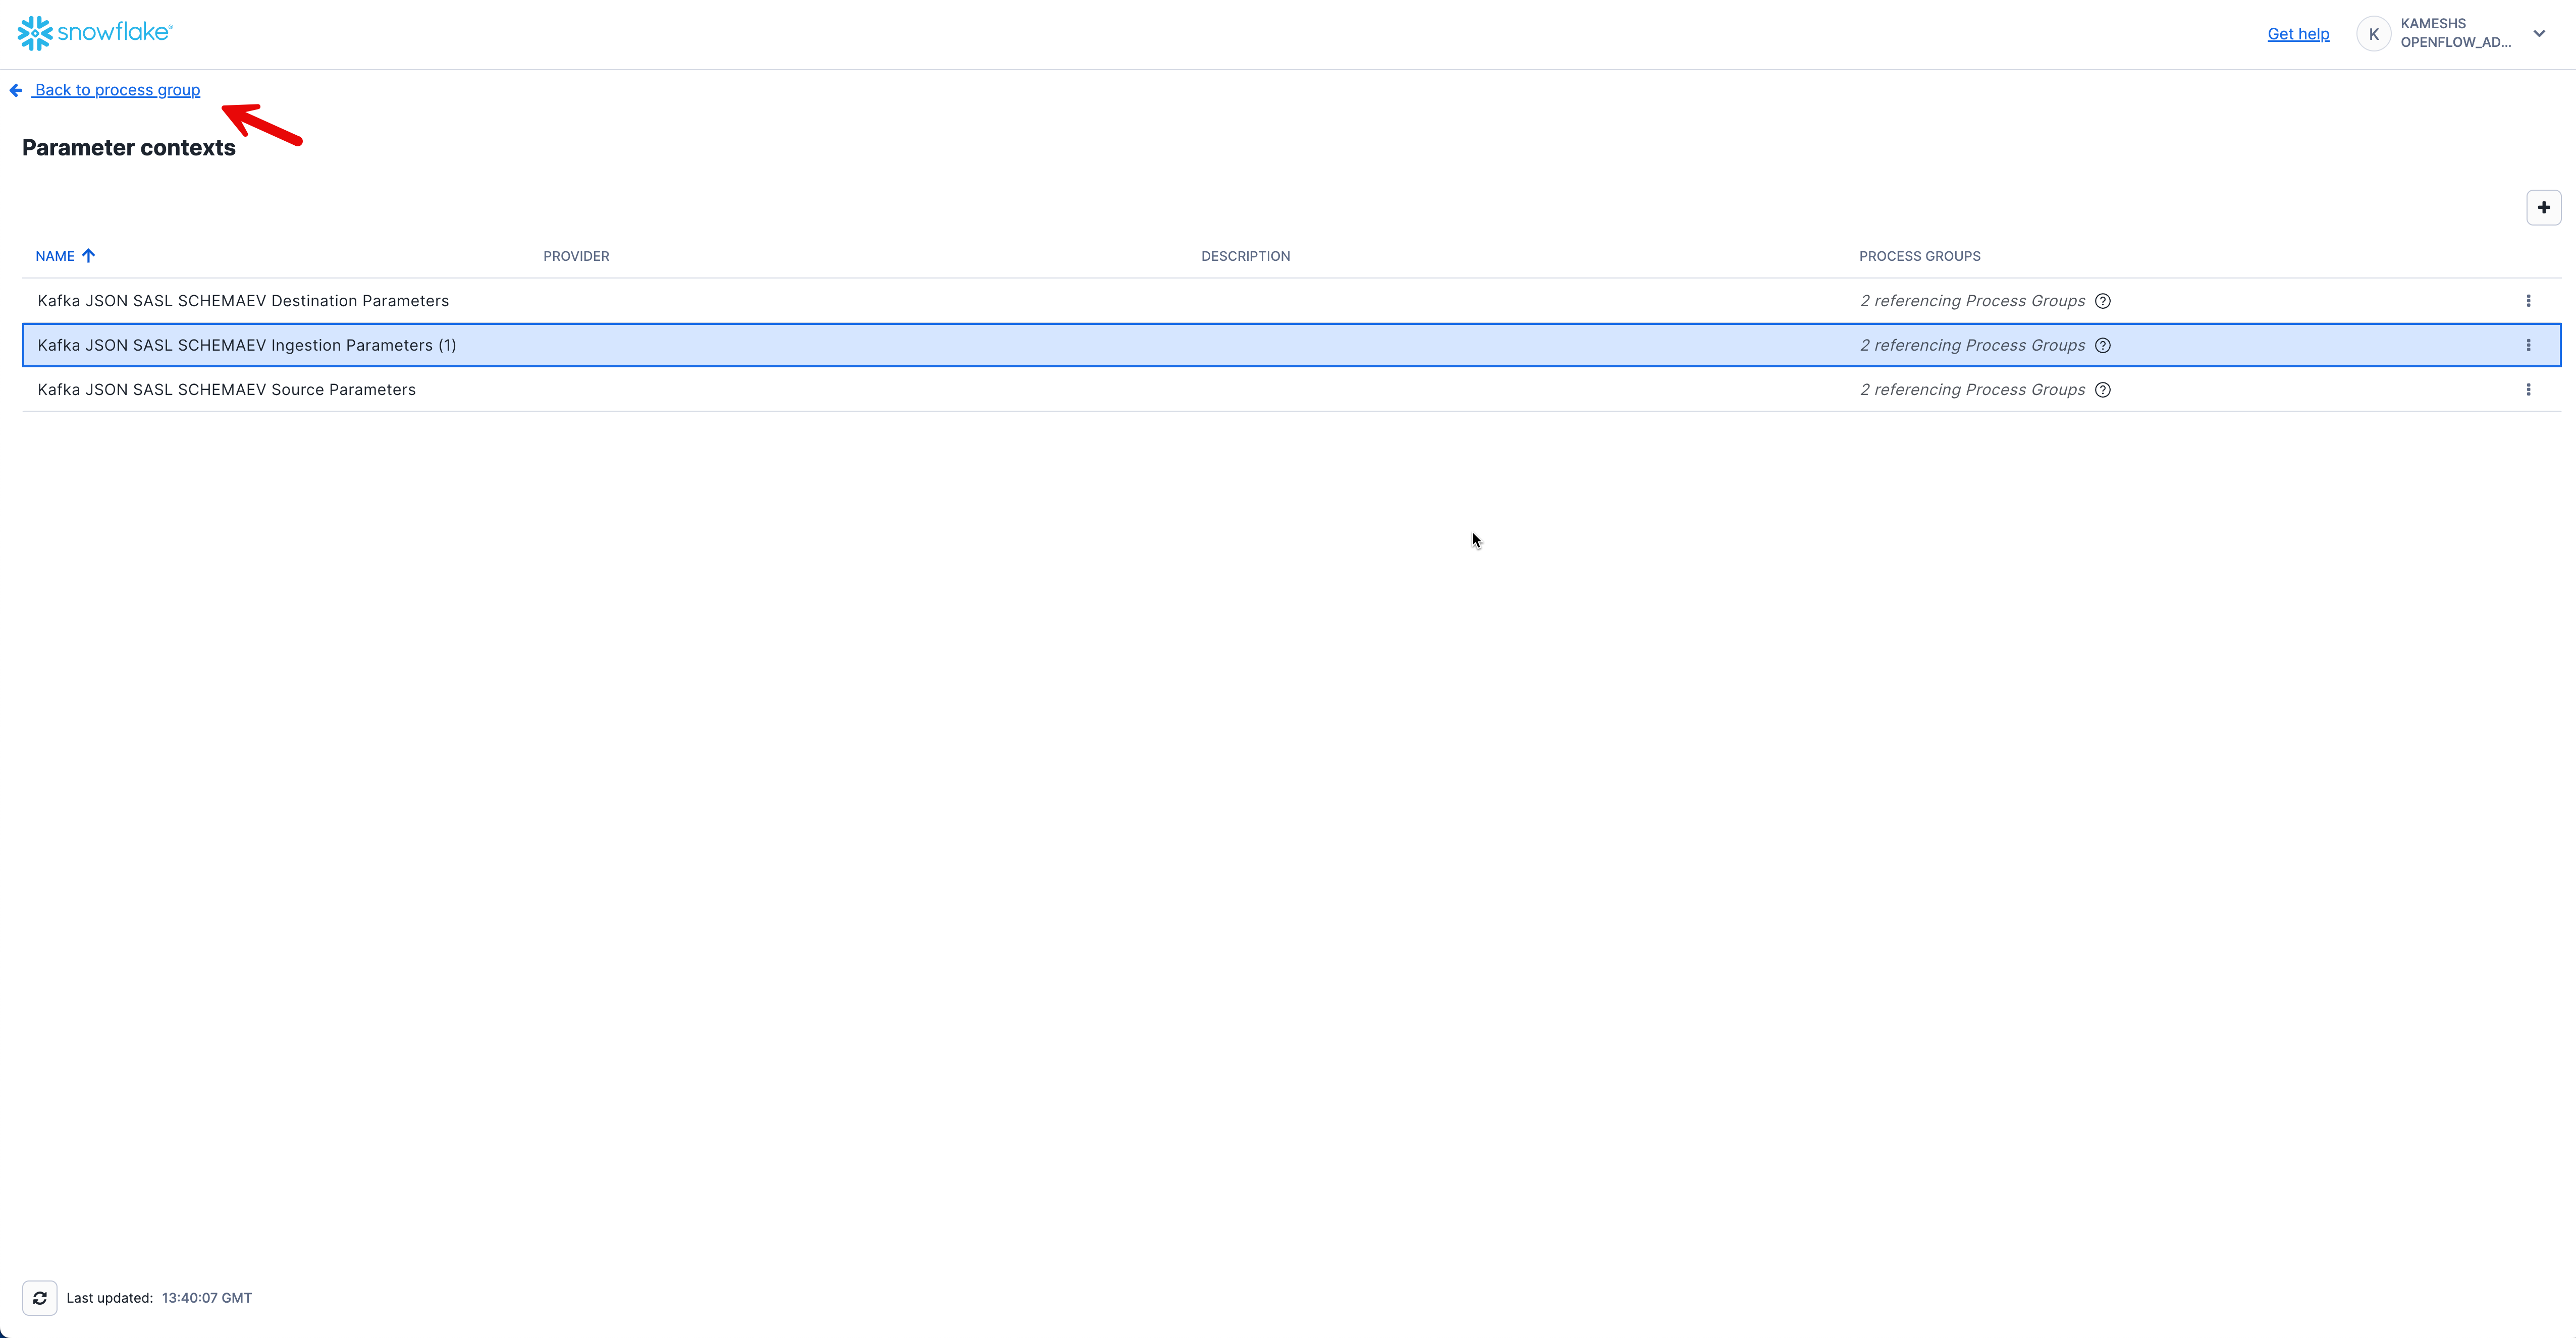 snowflake®
Get help
K
KAMESHS
OPENFLOW_AD...
Back to process group
Parameter contexts
NAME PROVIDER DESCRIPTION PROCESS GROUPS
Kafka JSON SASL SCHEMAEV Destination Parameters 2 referencing Process Groups ?
Kafka JSON SASL SCHEMAEV Ingestion Parameters (1) 2 referencing Process Groups ?
Kafka JSON SASL SCHEMAEV Source Parameters 2 referencing Process Groups ?
Last updated: 13:40:07 GMT